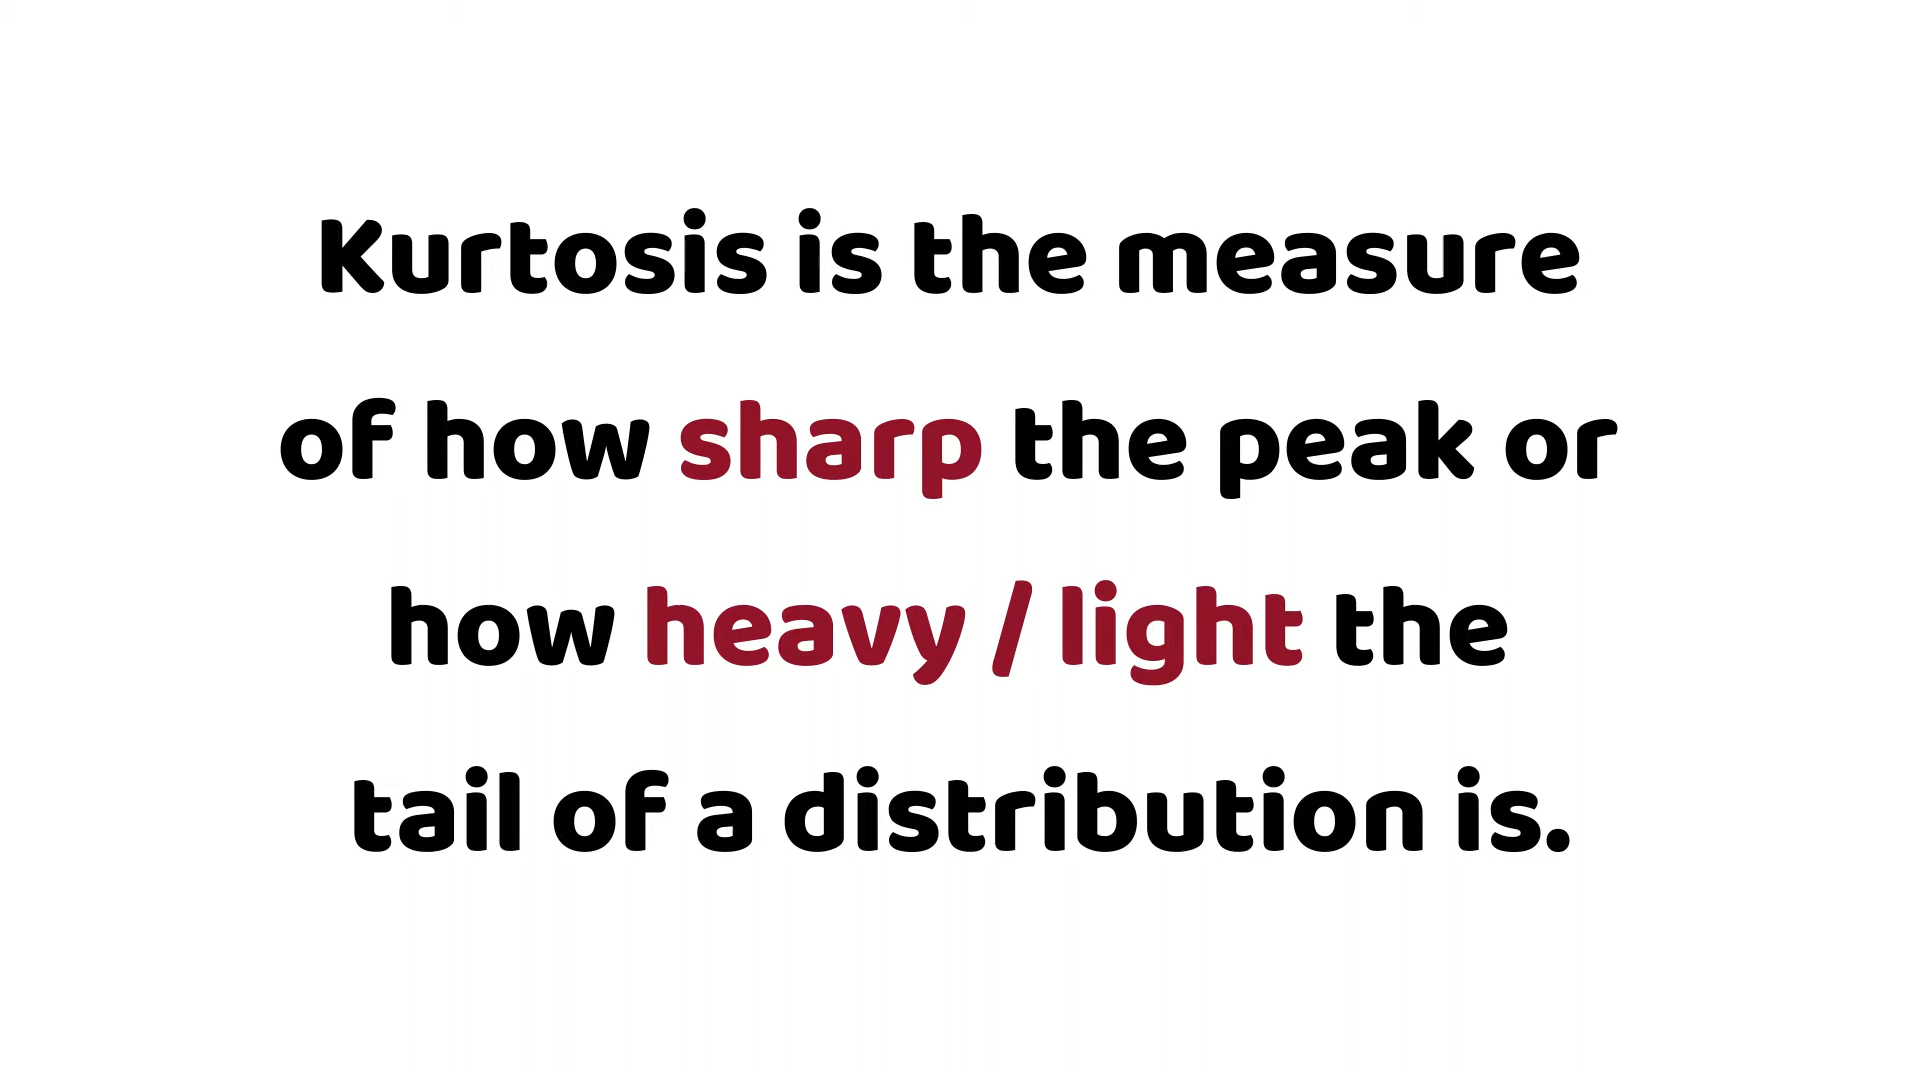 Kurtosis is the measure
of how sharp the peak or
how heavy / light the
tail of a distribution is.